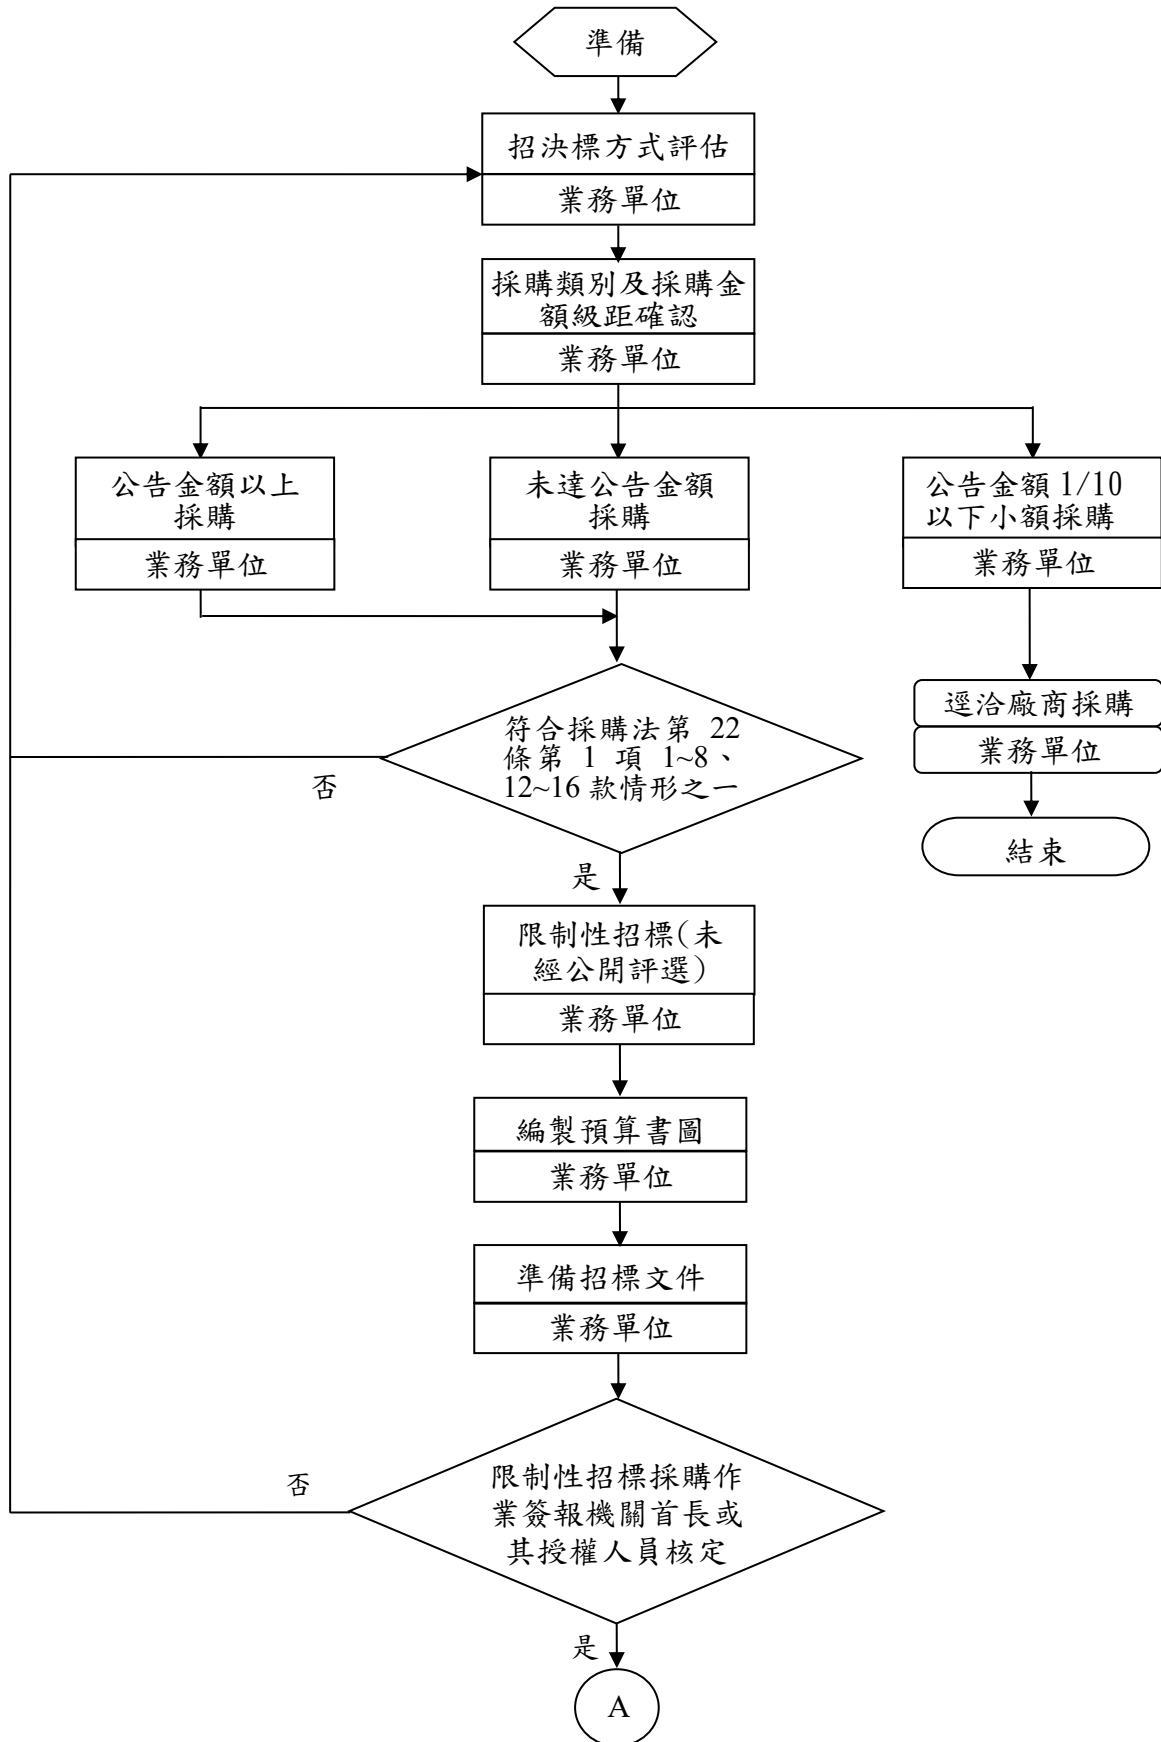 準備
招決標方式評估
業務單位
採購類別及採購金
額級距確認
業務單位
公告金額以上
採購
業務單位
未達公告金額
採購
業務單位
公告金額 1/10
以下小額採購
業務單位
逕洽廠商採購
業務單位
結束
符合採購法第 22
條第 1 項 1~8、
12~16 款情形之一
否
是
限制性招標(未
經公開評選)
業務單位
編製預算書圖
業務單位
準備招標文件
業務單位
限制性招標採購作
業簽報機關首長或
其授權人員核定
否
是
A